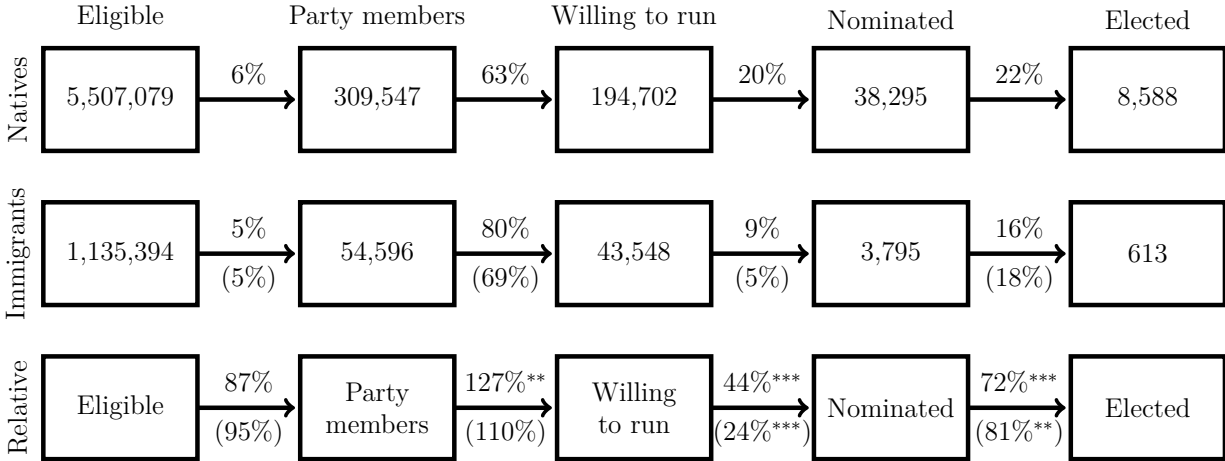 Eligible Party members Willing to run Nominated Elected
Natives
6% 63% 20% 22%
5,507,079 309,547 194,702 38,295 8,588
Immigrants
5% 80% 9% 16%
1,135,394 54,596 43,548 3,795 613
(5%) (69%) (5%) (18%)
Relative
87% 127%** 44%*** 72%***
Eligible Party members Willing to run Nominated Elected
(95%) (110%) (24%***) (81%**)